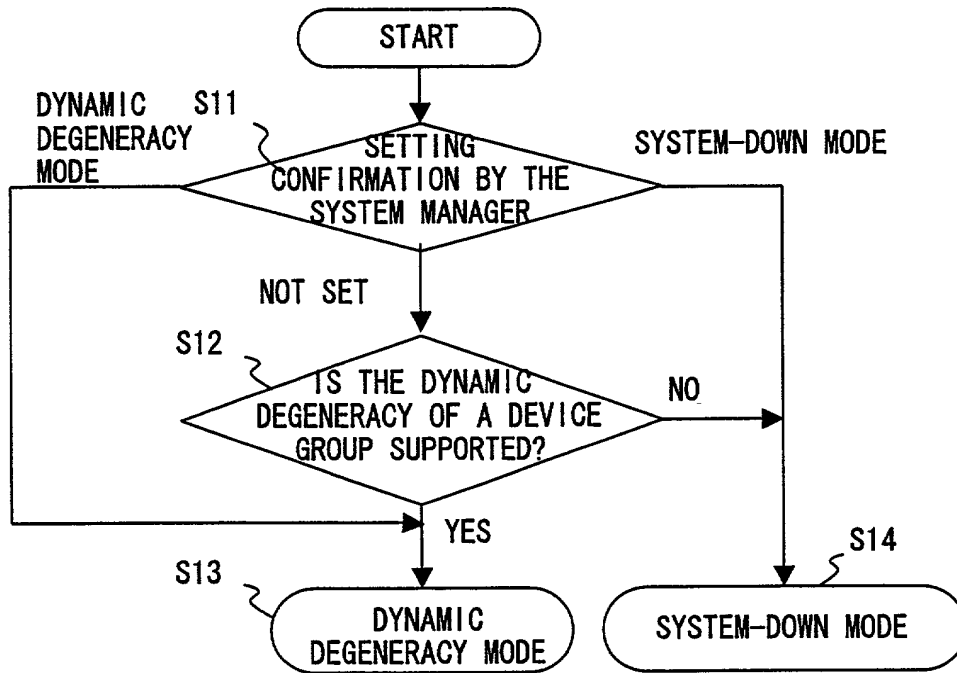 START
DYNAMIC
DEGENERACY
MODE
S11
SETTING
CONFIRMATION BY THE
SYSTEM MANAGER
SYSTEM-DOWN MODE
NOT SET
S12
IS THE DYNAMIC
DEGENERACY OF A DEVICE
GROUP SUPPORTED?
NO
YES
S13
DYNAMIC
DEGENERACY MODE
S14
SYSTEM-DOWN MODE